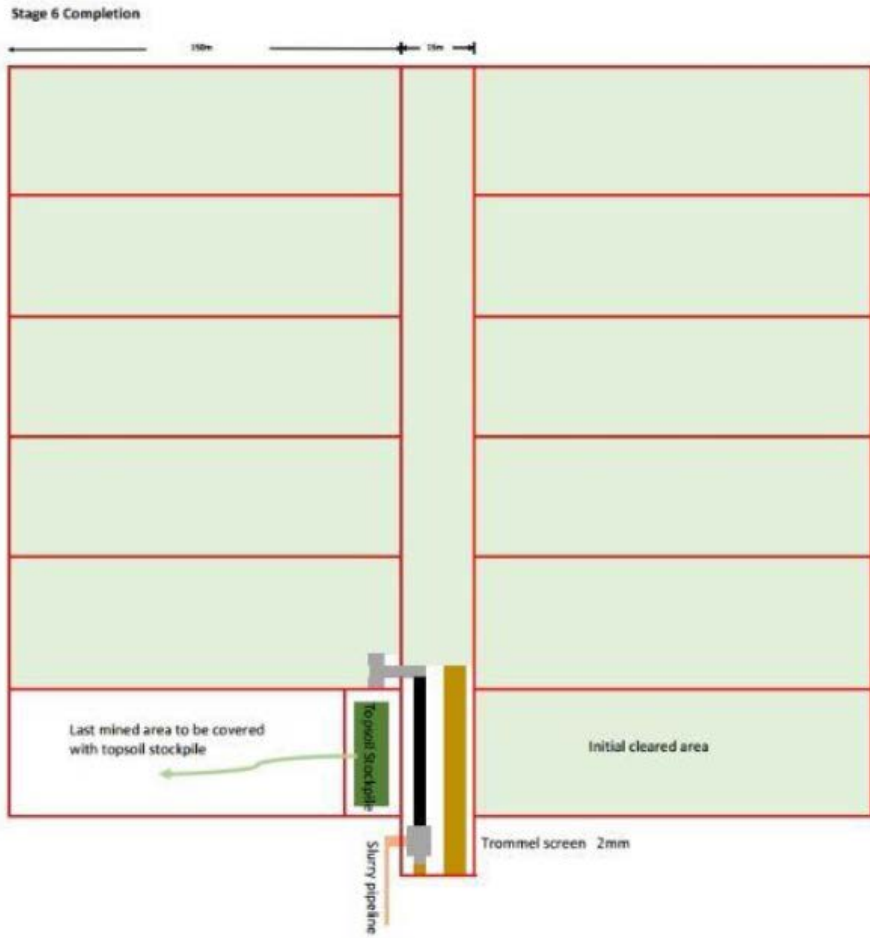 Stage 6 Completion
150m
15m
Last mined area to be covered
with topsoil stockpile
Topsoil Stockpile
Initial cleared area
Slurry pipeline
Trommel screen 2mm